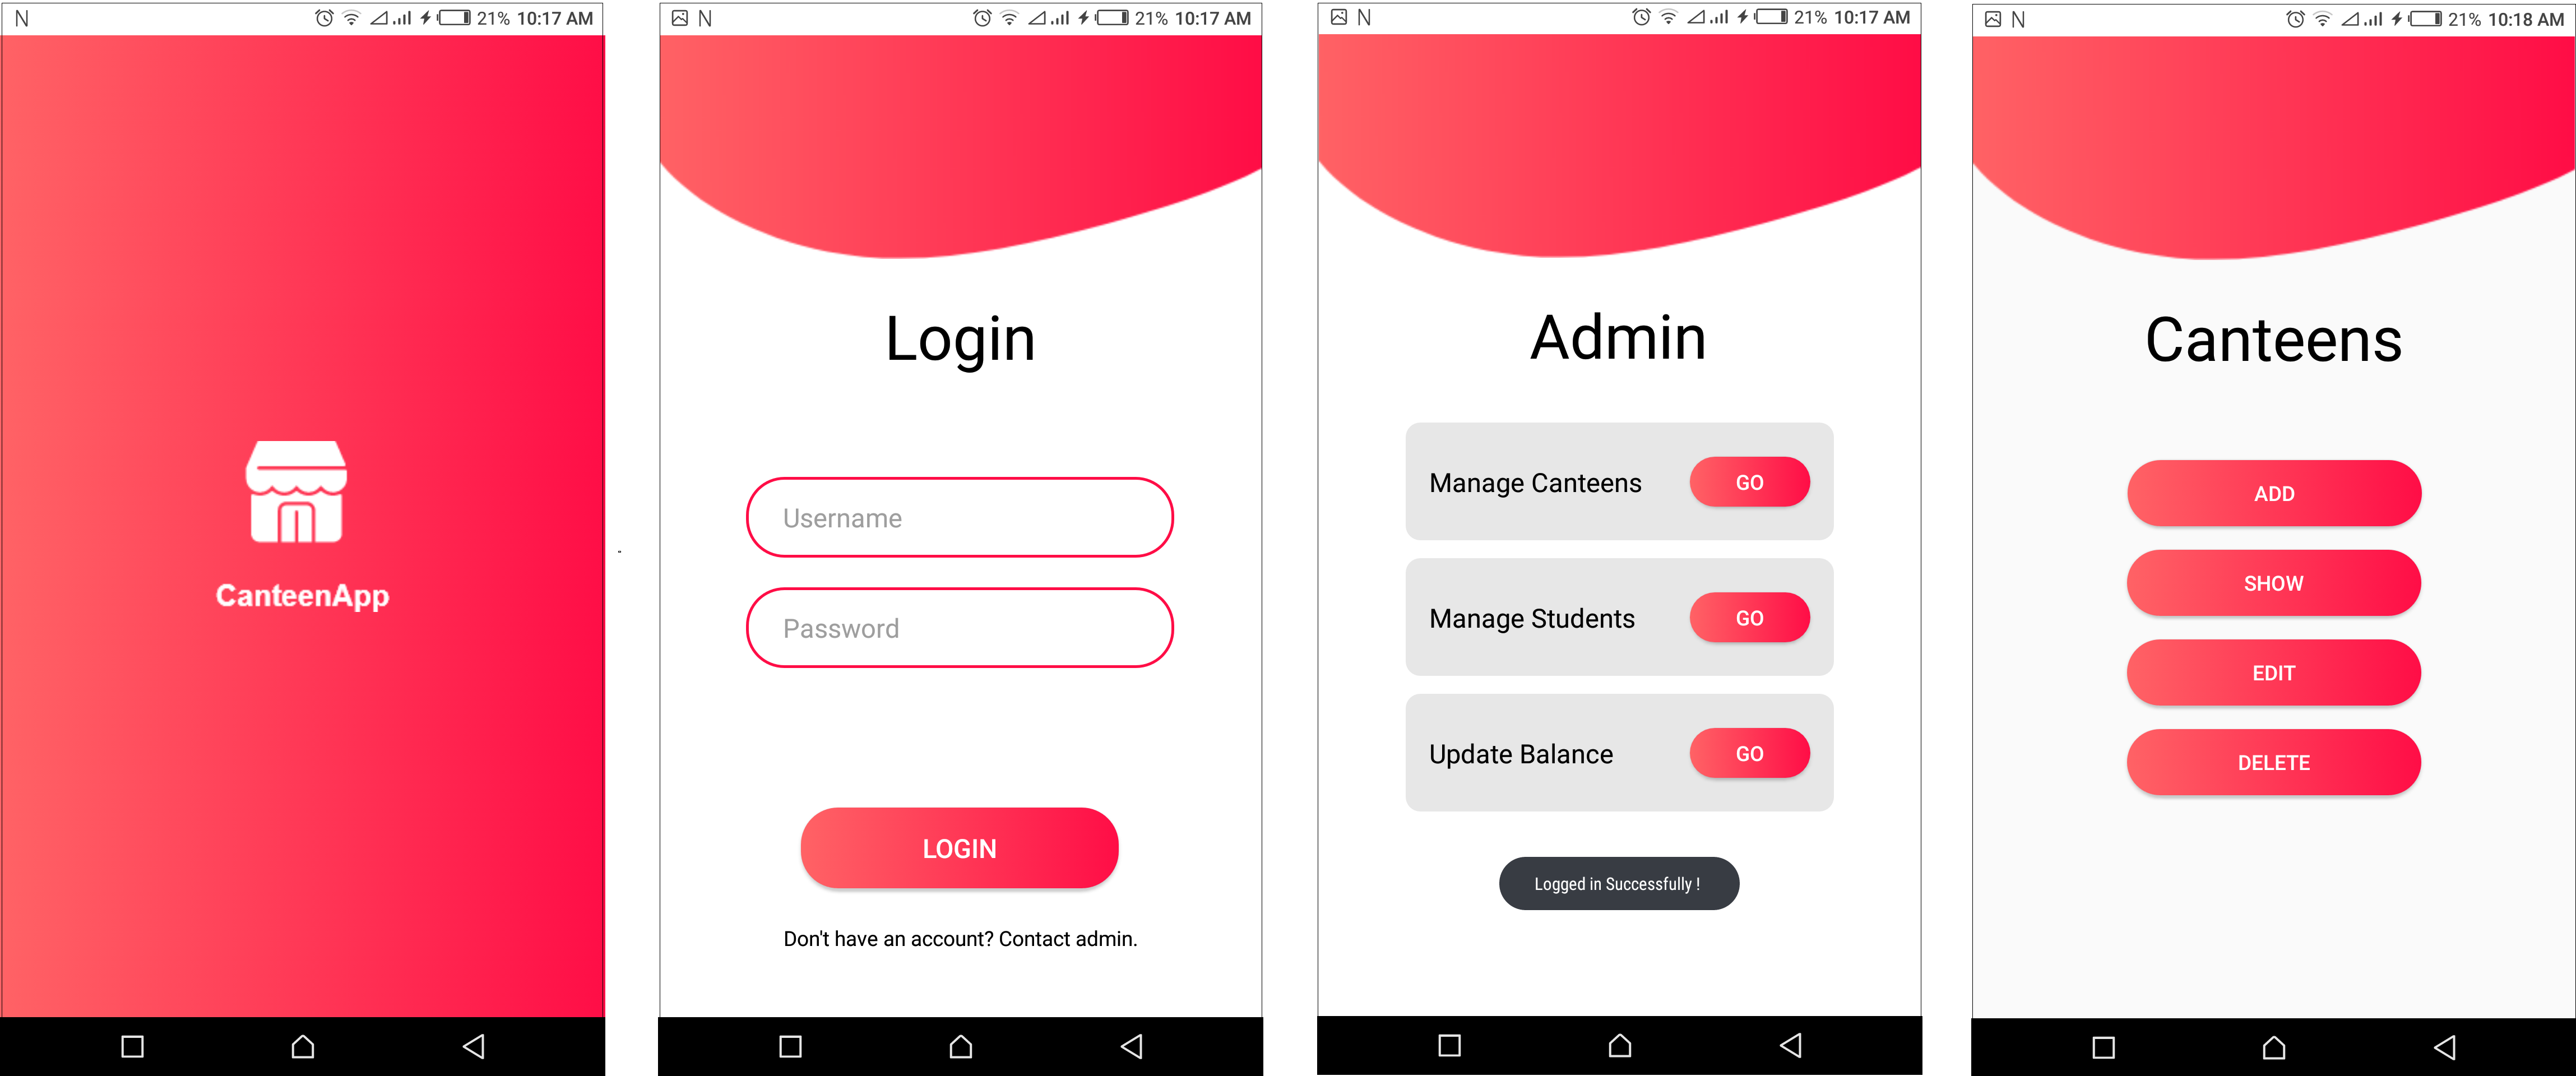 N 21% 10:17 AM
CanteenApp
N 21% 10:17 AM
Login
Username
Password
LOGIN
Don't have an account? Contact admin.
N 21% 10:17 AM
Admin
Manage Canteens GO
Manage Students GO
Update Balance GO
Logged in Successfully !
N 21% 10:18 AM
Canteens
ADD
SHOW
EDIT
DELETE